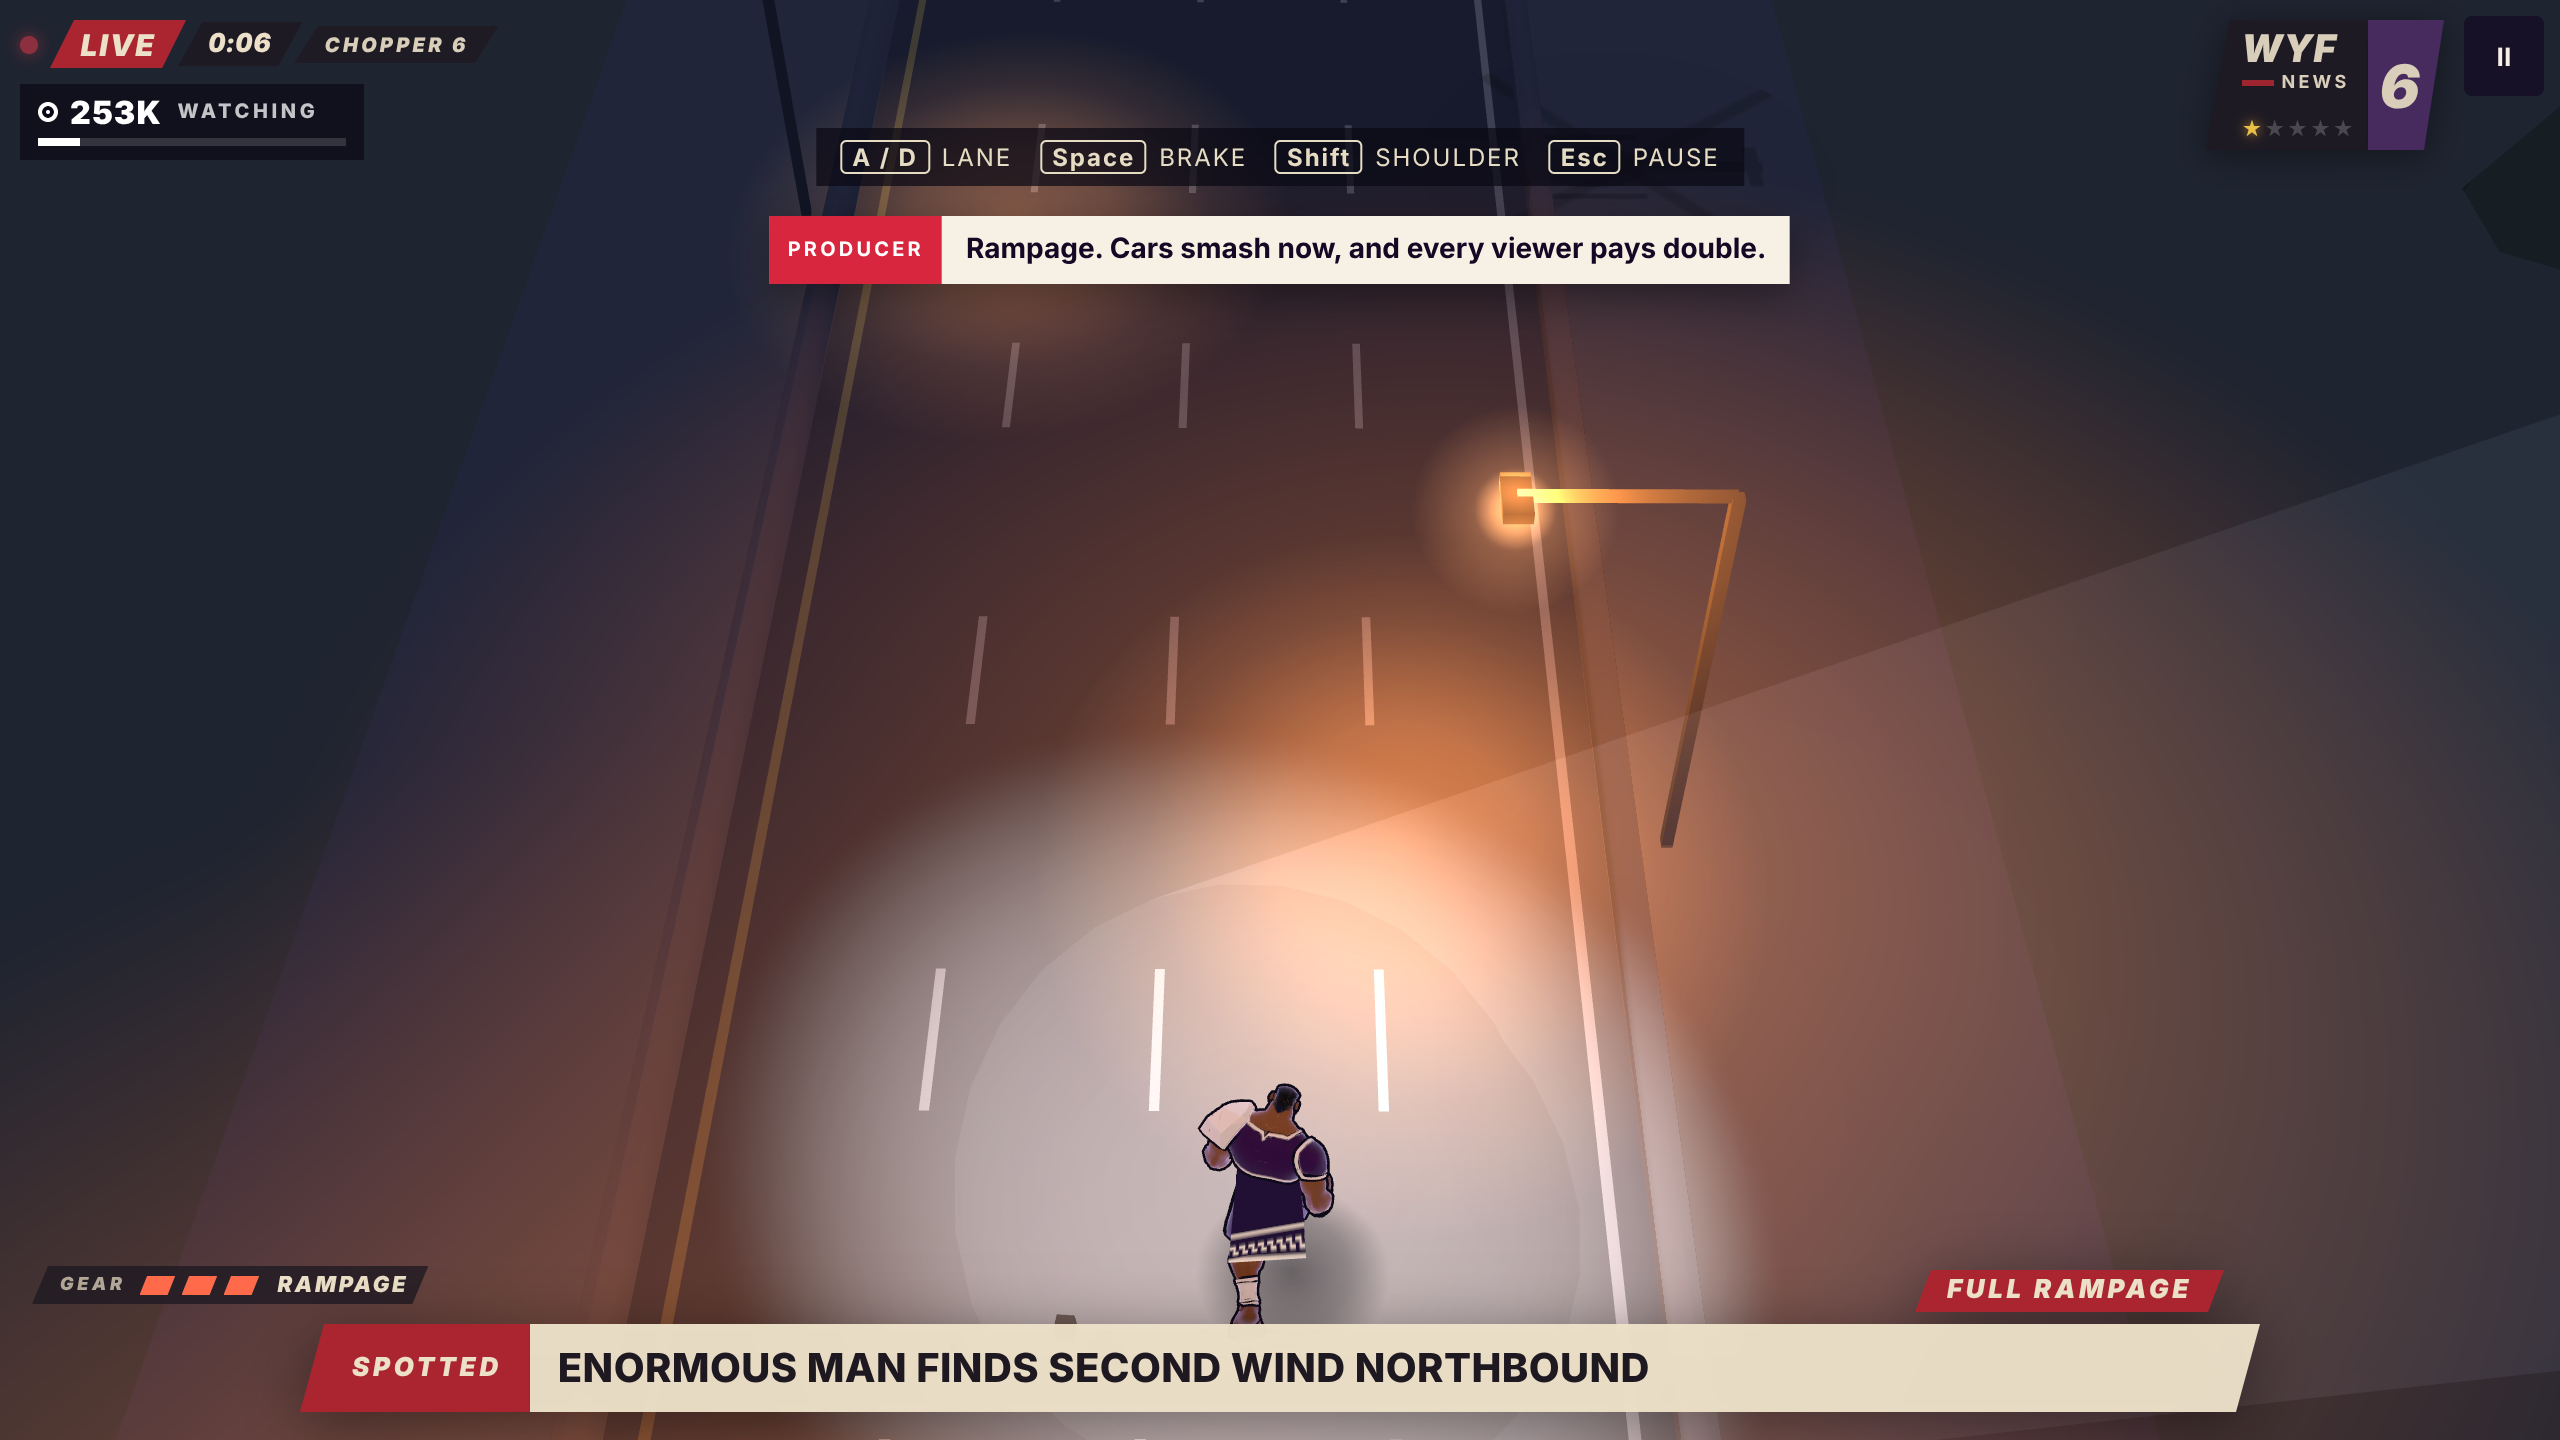 LIVE 0:06 CHOPPER 6
253K WATCHING
WYF
NEWS
6
A / D LANE Space BRAKE Shift SHOULDER Esc PAUSE
PRODUCER Rampage. Cars smash now, and every viewer pays double.
GEAR RAMPAGE
FULL RAMPAGE
SPOTTED ENORMOUS MAN FINDS SECOND WIND NORTHBOUND